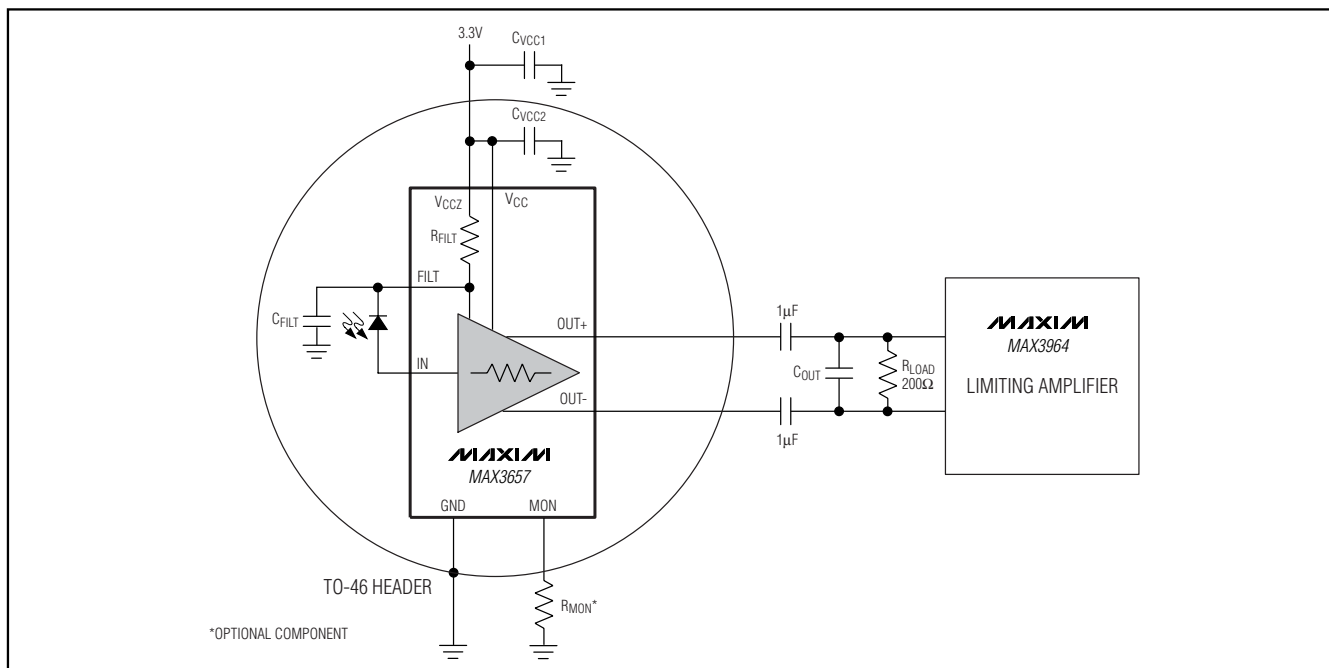 3.3V
CVCC1
CVCC2
VCCZ
VCC
RFILT
FILT
CFILT
IN
OUT+
OUT-
MAXIM
MAX3657
GND
MON
TO-46 HEADER
RMON*
*OPTIONAL COMPONENT
1μF
1μF
COUT
RLOAD
200Ω
MAXIM
MAX3964
LIMITING AMPLIFIER